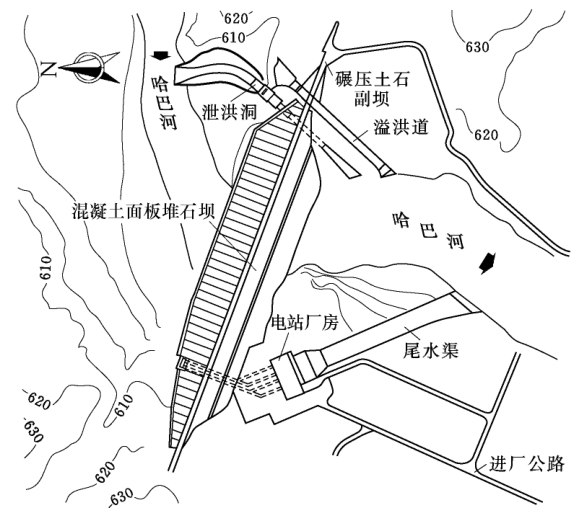 620
610
630
N
哈巴河
泄洪洞
碾压土石
副坝
溢洪道
620
混凝土面板堆石坝
哈巴河
610
电站厂房
尾水渠
620
610
630
620
630
进厂公路